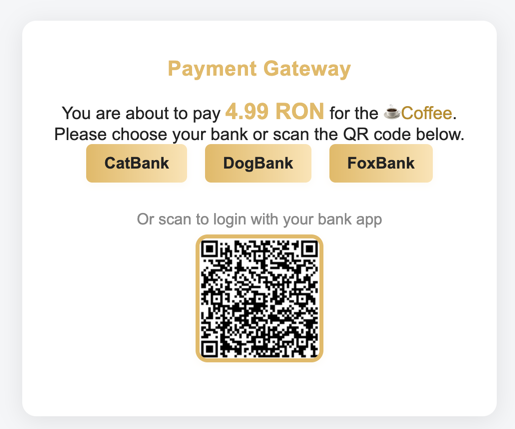 Payment Gateway
You are about to pay 4.99 RON for the ☕Coffee.
Please choose your bank or scan the QR code below.
CatBank DogBank FoxBank
Or scan to login with your bank app